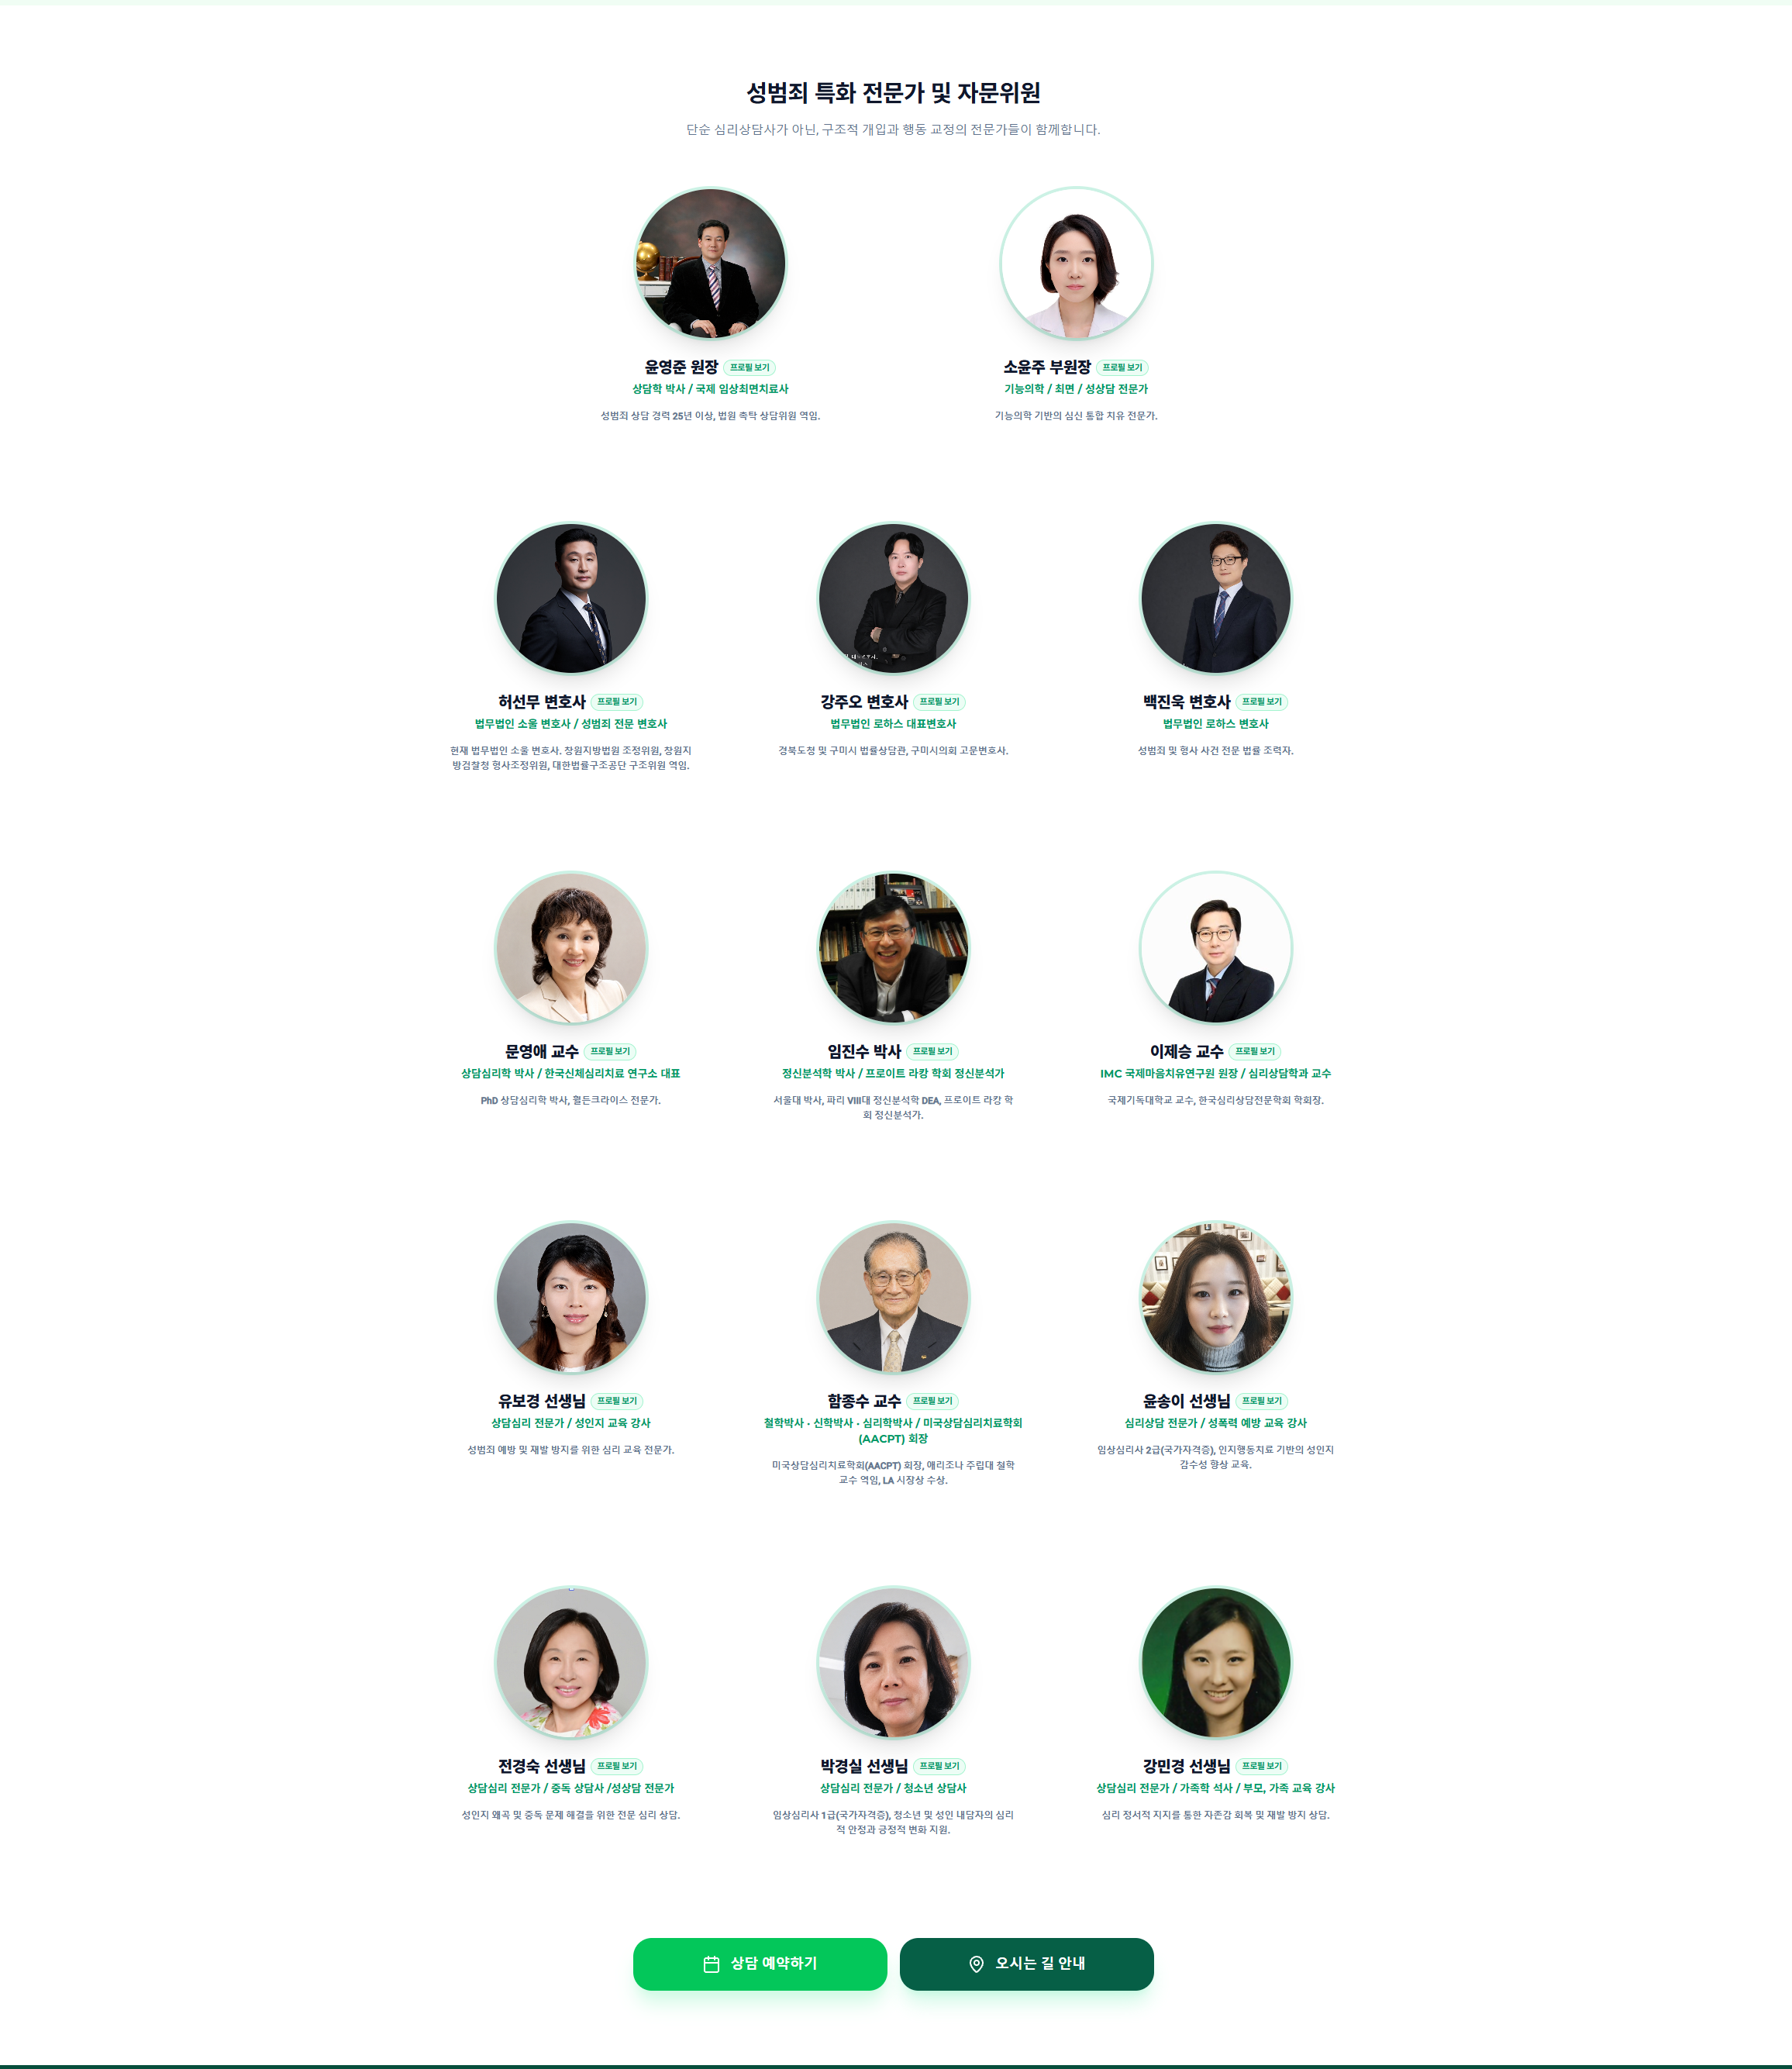 성범죄 특화 전문가 및 자문위원
단순 심리상담사가 아닌, 구조적 개입과 행동 교정의 전문가들이 함께합니다.
윤영준 원장 프로필 보기
상담학 박사 / 국제 임상최면치료사
성범죄 상담 경력 25년 이상, 법원 촉탁 상담위원 역임.
소윤주 부원장 프로필 보기
기능의학 / 최면 / 성상담 전문가
기능의학 기반의 심신 통합 치유 전문가.
허선무 변호사 프로필 보기
법무법인 소울 변호사 / 성범죄 전문 변호사
현재 법무법인 소울 변호사. 창원지방법원 조정위원, 창원지
방검찰청 형사조정위원, 대한법률구조공단 구조위원 역임.
강주오 변호사 프로필 보기
법무법인 로하스 대표변호사
경북도청 및 구미시 법률상담관, 구미시의회 고문변호사.
백진욱 변호사 프로필 보기
법무법인 로하스 변호사
성범죄 및 형사 사건 전문 법률 조력자.
문영애 교수 프로필 보기
상담심리학 박사 / 한국신체심리치료 연구소 대표
PhD 상담심리학 박사, 펠든크라이스 전문가.
임진수 박사 프로필 보기
정신분석학 박사 / 프로이트 라캉 학회 정신분석가
서울대 박사, 파리 VIII대 정신분석학 DEA, 프로이트 라캉 학
회 정신분석가.
이제승 교수 프로필 보기
IMC 국제마음치유연구원 원장 / 심리상담학과 교수
국제기독대학교 교수, 한국심리상담전문학회 학회장.
유보경 선생님 프로필 보기
상담심리 전문가 / 성인지 교육 강사
성범죄 예방 및 재발 방지를 위한 심리 교육 전문가.
함종수 교수 프로필 보기
철학박사 · 신학박사 · 심리학박사 / 미국상담심리치료학회
(AACPT) 회장
미국상담심리치료학회(AACPT) 회장, 애리조나 주립대 철학
교수 역임, LA 시장상 수상.
윤송이 선생님 프로필 보기
심리상담 전문가 / 성폭력 예방 교육 강사
임상심리사 2급(국가자격증), 인지행동치료 기반의 성인지
감수성 향상 교육.
전경숙 선생님 프로필 보기
상담심리 전문가 / 중독 상담사 /성상담 전문가
성인지 왜곡 및 중독 문제 해결을 위한 전문 심리 상담.
박경실 선생님 프로필 보기
상담심리 전문가 / 청소년 상담사
임상심리사 1급(국가자격증), 청소년 및 성인 내담자의 심리
적 안정과 긍정적 변화 지원.
강민경 선생님 프로필 보기
상담심리 전문가 / 가족학 석사 / 부모, 가족 교육 강사
심리 정서적 지지를 통한 자존감 회복 및 재발 방지 상담.
상담 예약하기
오시는 길 안내